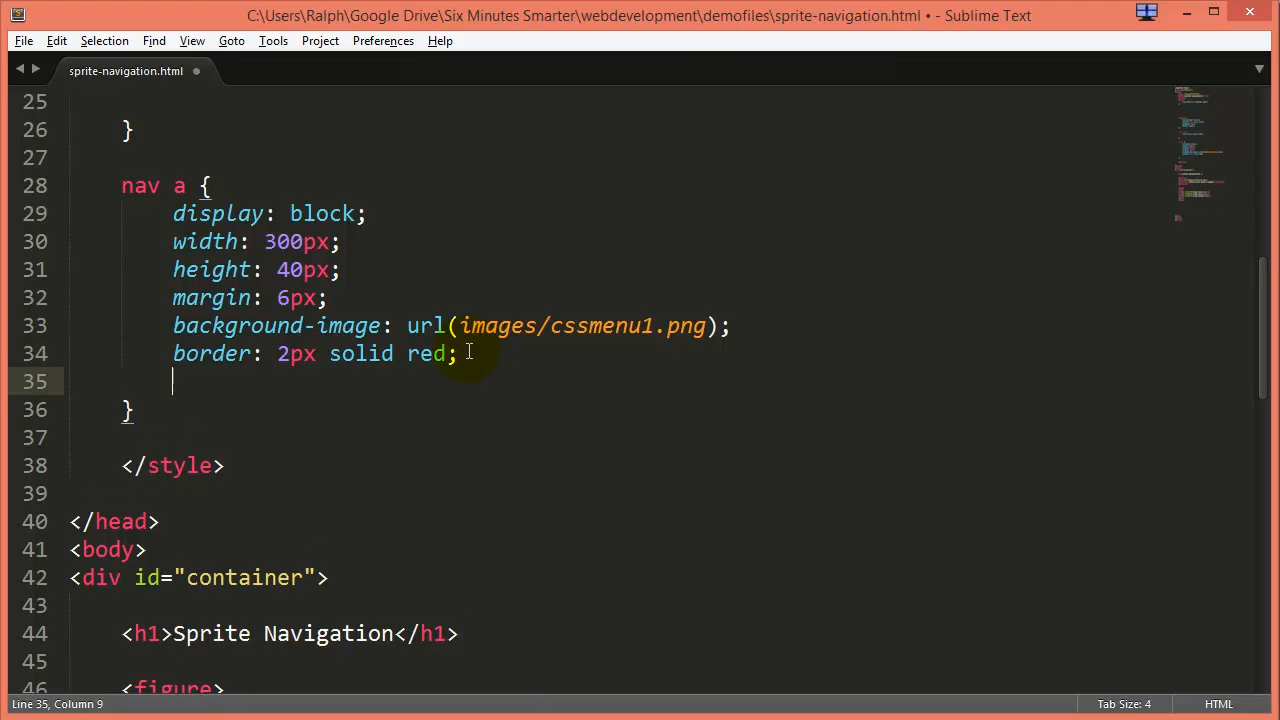 C:\Users\Ralph\Google Drive\Six Minutes Smarter\webdevelopment\demofiles\sprite-navigation.html • - Sublime Text
File Edit Selection Find View Goto Tools Project Preferences Help
sprite-navigation.html
25
26 }
27
28 nav a {
29 display: block;
30 width: 300px;
31 height: 40px;
32 margin: 6px;
33 background-image: url(images/cssmenu1.png);
34 border: 2px solid red;
35
36 }
37
38 </style>
39
40 </head>
41 <body>
42 <div id="container">
43
44 <h1>Sprite Navigation</h1>
45
46 <figure>
Line 35, Column 9 Tab Size: 4 HTML